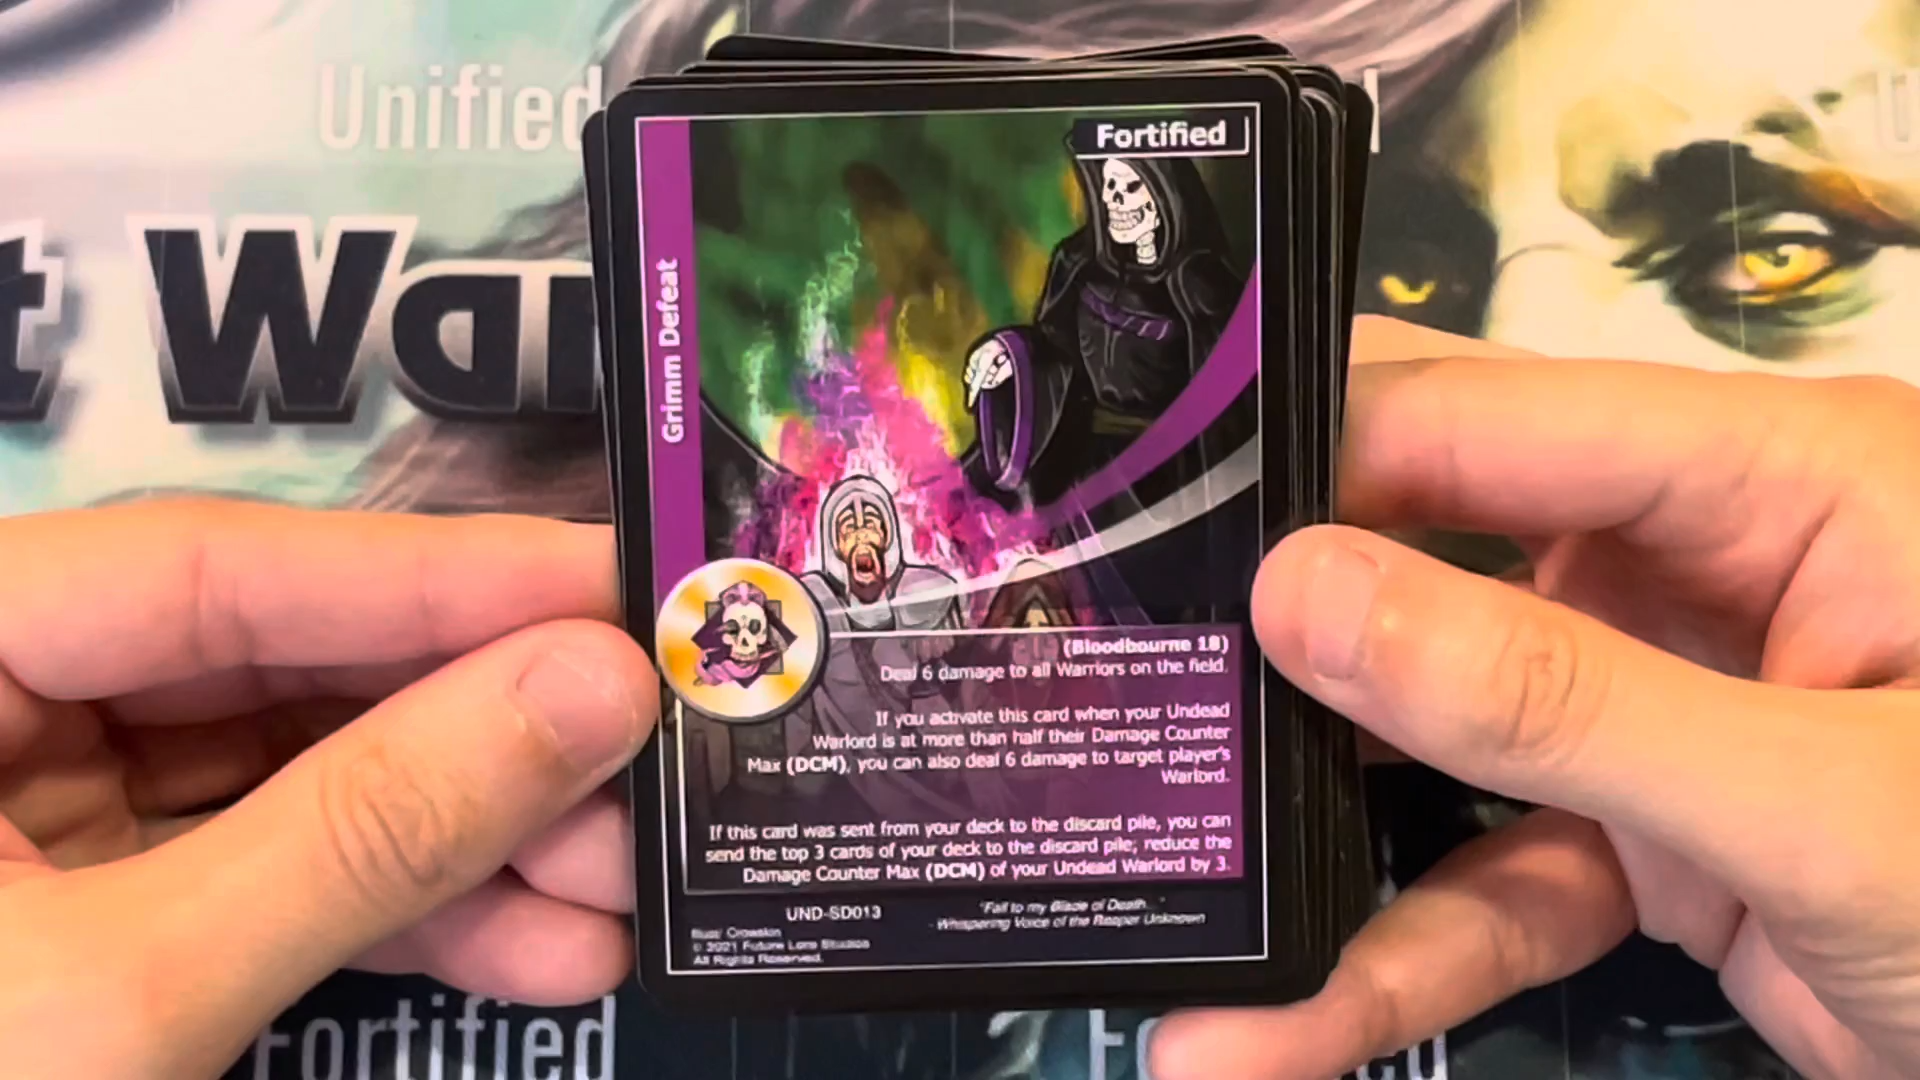 Unified
t War
Fortified
Grimm Defeat
(Bloodbourne 18)
Deal 6 damage to all Warriors on the field.
If you activate this card when your Undead
Warlord is at more than half their Damage Counter
Max (DCM), you can also deal 6 damage to target player's
Warlord.
If this card was sent from your deck to the discard pile, you can
send the top 3 cards of your deck to the discard pile; reduce the
Damage Counter Max (DCM) of your Undead Warlord by 3.
UND-SD013
"Fall to my Blade of Death..."
- Whispering Voice of the Reaper Unknown
Illus: Crowskin
© 2021 Future Lore Studios
All Rights Reserved.
Fortified